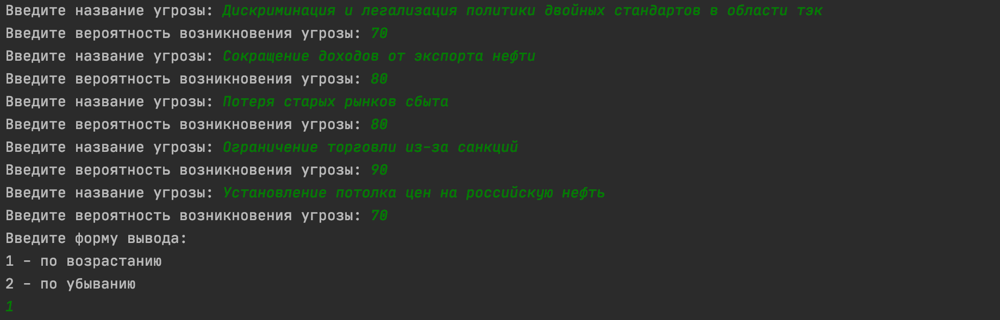 Введите название угрозы: Дискриминация и легализация политики двойных стандартов в области тэк
Введите вероятность возникновения угрозы: 70
Введите название угрозы: Сокращение доходов от экспорта нефти
Введите вероятность возникновения угрозы: 80
Введите название угрозы: Потеря старых рынков сбыта
Введите вероятность возникновения угрозы: 80
Введите название угрозы: Ограничение торговли из-за санкций
Введите вероятность возникновения угрозы: 90
Введите название угрозы: Установление потолка цен на российскую нефть
Введите вероятность возникновения угрозы: 70
Введите форму вывода:
1 - по возрастанию
2 - по убыванию
1